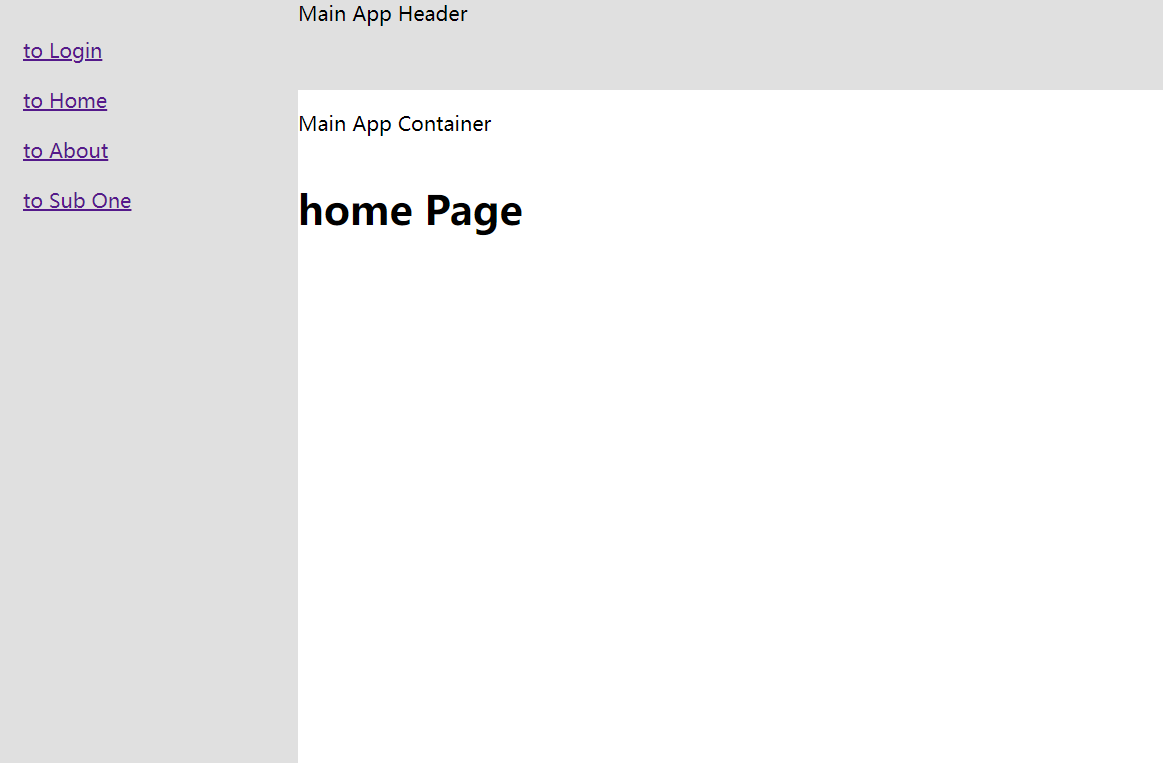 Main App Header
to Login
to Home
to About
to Sub One
Main App Container
home Page